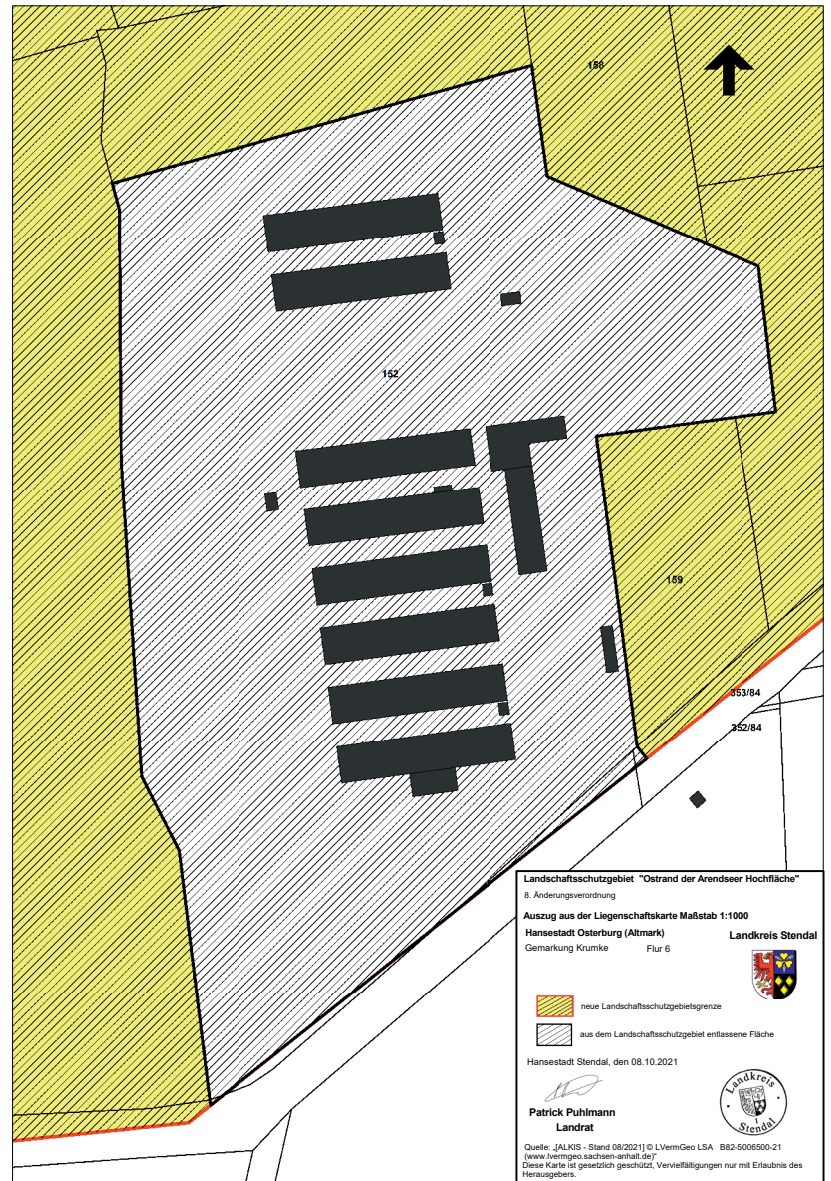 158
152
159
353/84
352/84
Landschaftsschutzgebiet "Ostrand der Arendseer Hochfläche"
8. Änderungsverordnung
Auszug aus der Liegenschaftskarte Maßstab 1:1000
Hansestadt Osterburg (Altmark)
Landkreis Stendal
Gemarkung Krumke Flur 6
neue Landschaftsschutzgebietsgrenze
aus dem Landschaftsschutzgebiet entlassene Fläche
Hansestadt Stendal, den 08.10.2021
Patrick Puhlmann
Landrat
Landkreis
1
Stendal
Quelle: „[ALKIS - Stand 08/2021] © LVermGeo LSA B82-5006500-21
(www.lvermgeo.sachsen-anhalt.de)"
Diese Karte ist gesetzlich geschützt, Vervielfältigungen nur mit Erlaubnis des
Herausgebers.